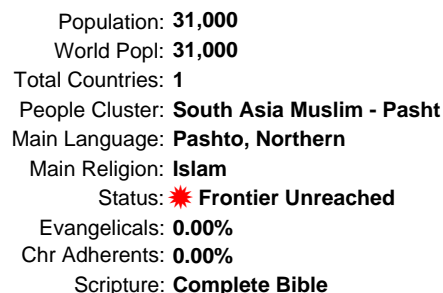 Population: 31,000
World Popl: 31,000
Total Countries: 1
People Cluster: South Asia Muslim - Pasht
Main Language: Pashto, Northern
Main Religion: Islam
Status: Frontier Unreached
Evangelicals: 0.00%
Chr Adherents: 0.00%
Scripture: Complete Bible